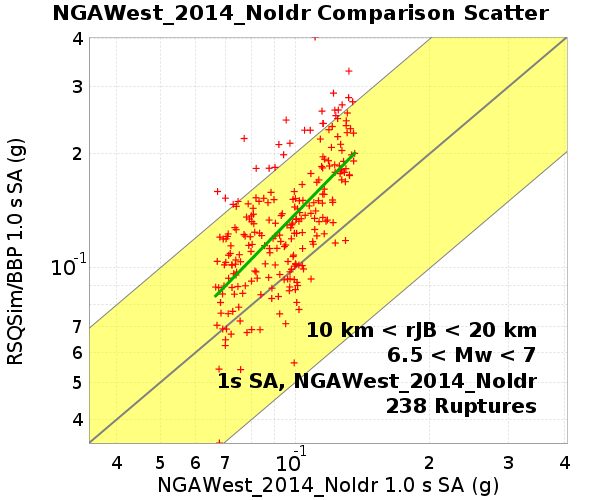 NGAWest_2014_NoIdr Comparison Scatter
RSQSim/BBP 1.0 s SA (g)
4
3
2
10⁻¹
7
6
5
4
10 km < rJB < 20 km
6.5 < Mw < 7
1s SA, NGAWest_2014_NoIdr
238 Ruptures
4 5 6 7 10⁻¹ 2 3 4
NGAWest_2014_NoIdr 1.0 s SA (g)